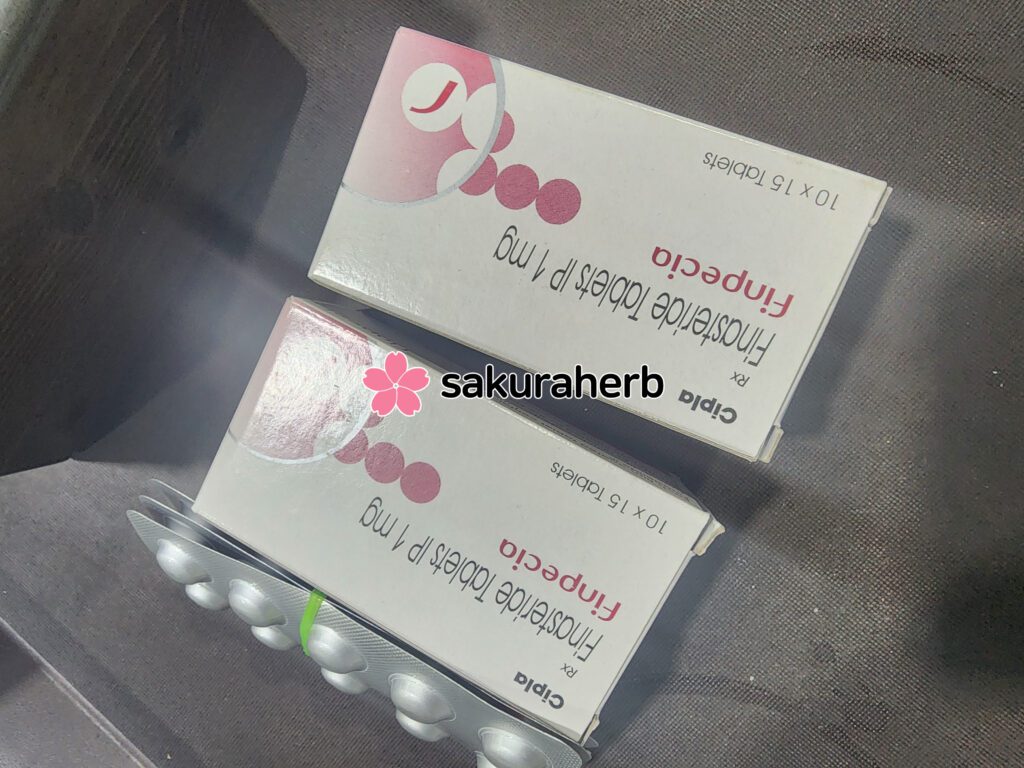 Cipla
Rx
Finasteride Tablets IP 1 mg
Finpecia
10 x 15 Tablets
sakuraherb
Cipla
Rx
Finasteride Tablets IP 1 mg
Finpecia
10 x 15 Tablets